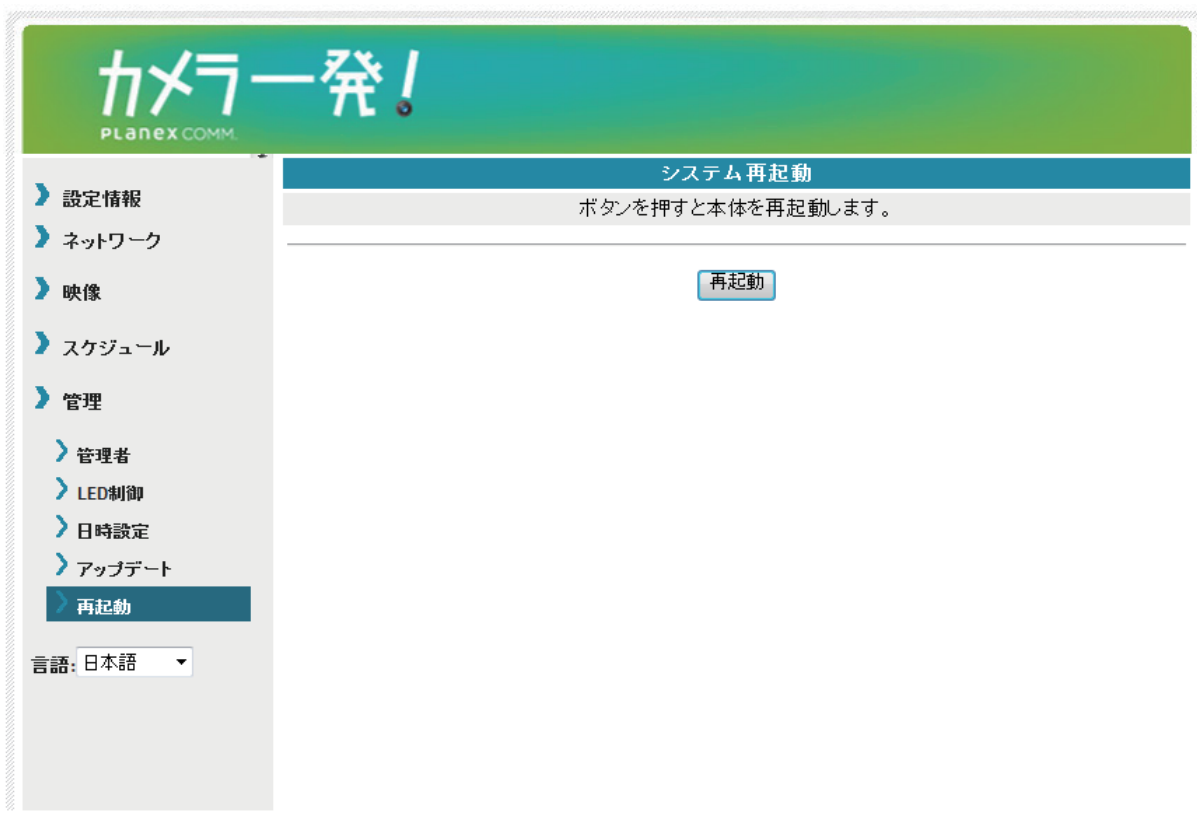 カメラ一発!
PLANEX COMM.
設定情報
ネットワーク
映像
スケジュール
管理
管理者
LED制御
日時設定
アップデート
再起動
言語: 日本語
システム再起動
ボタンを押すと本体を再起動します。
再起動